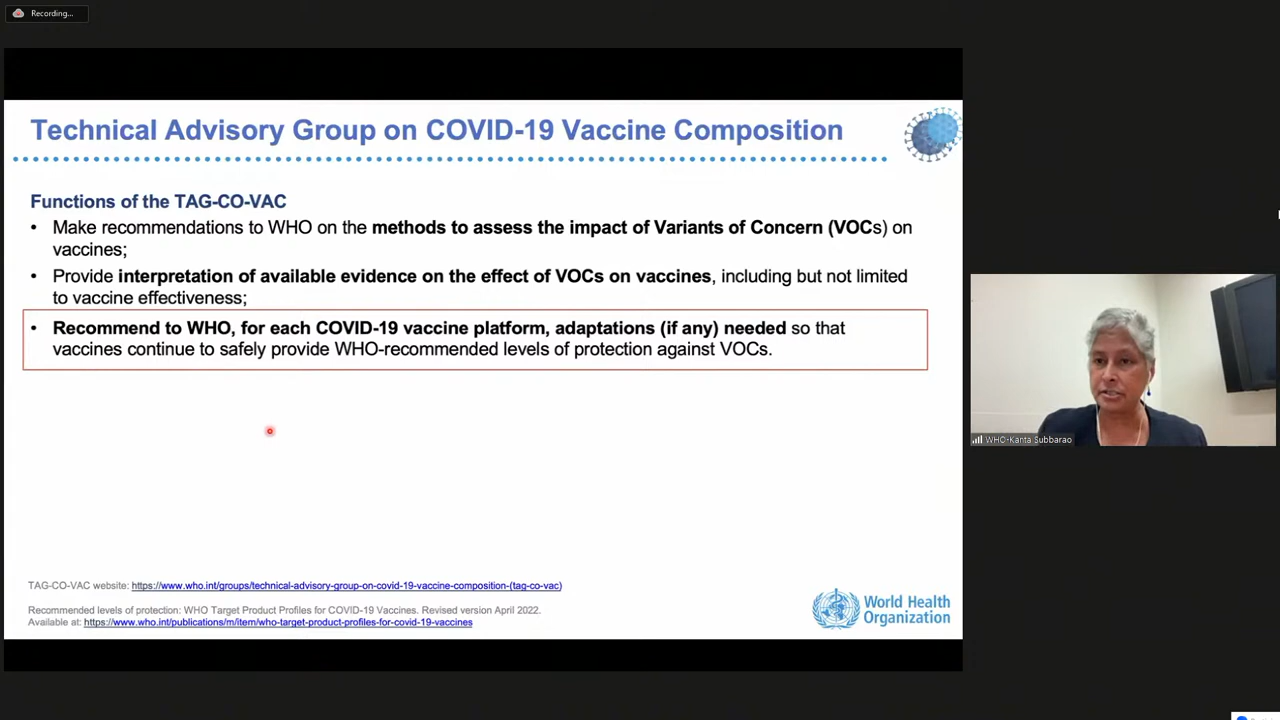 Recording...
Technical Advisory Group on COVID-19 Vaccine Composition
Functions of the TAG-CO-VAC
• Make recommendations to WHO on the methods to assess the impact of Variants of Concern (VOCs) on
vaccines;
• Provide interpretation of available evidence on the effect of VOCs on vaccines, including but not limited
to vaccine effectiveness;
• Recommend to WHO, for each COVID-19 vaccine platform, adaptations (if any) needed so that
vaccines continue to safely provide WHO-recommended levels of protection against VOCs.
WHO-Kanta Subbarao
TAG-CO-VAC website: https://www.who.int/groups/technical-advisory-group-on-covid-19-vaccine-composition-(tag-co-vac)
Recommended levels of protection: WHO Target Product Profiles for COVID-19 Vaccines. Revised version April 2022.
Available at: https://www.who.int/publications/m/item/who-target-product-profiles-for-covid-19-vaccines
World Health
Organization